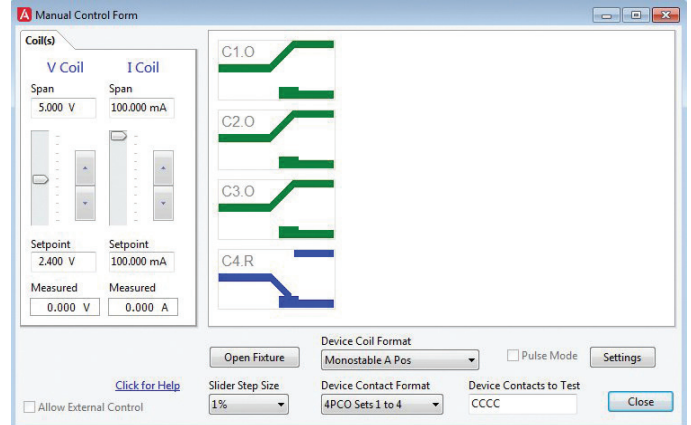 Manual Control Form
Coil(s)
V Coil I Coil
Span Span
5.000 V 100.000 mA
Setpoint Setpoint
2.400 V 100.000 mA
Measured Measured
0.000 V 0.000 A
C1.O
C2.O
C3.O
C4.R
Device Coil Format
Open Fixture Monostable A Pos Pulse Mode Settings
Click for Help Slider Step Size Device Contact Format Device Contacts to Test
Allow External Control 1% 4PCO Sets 1 to 4 CCCC Close